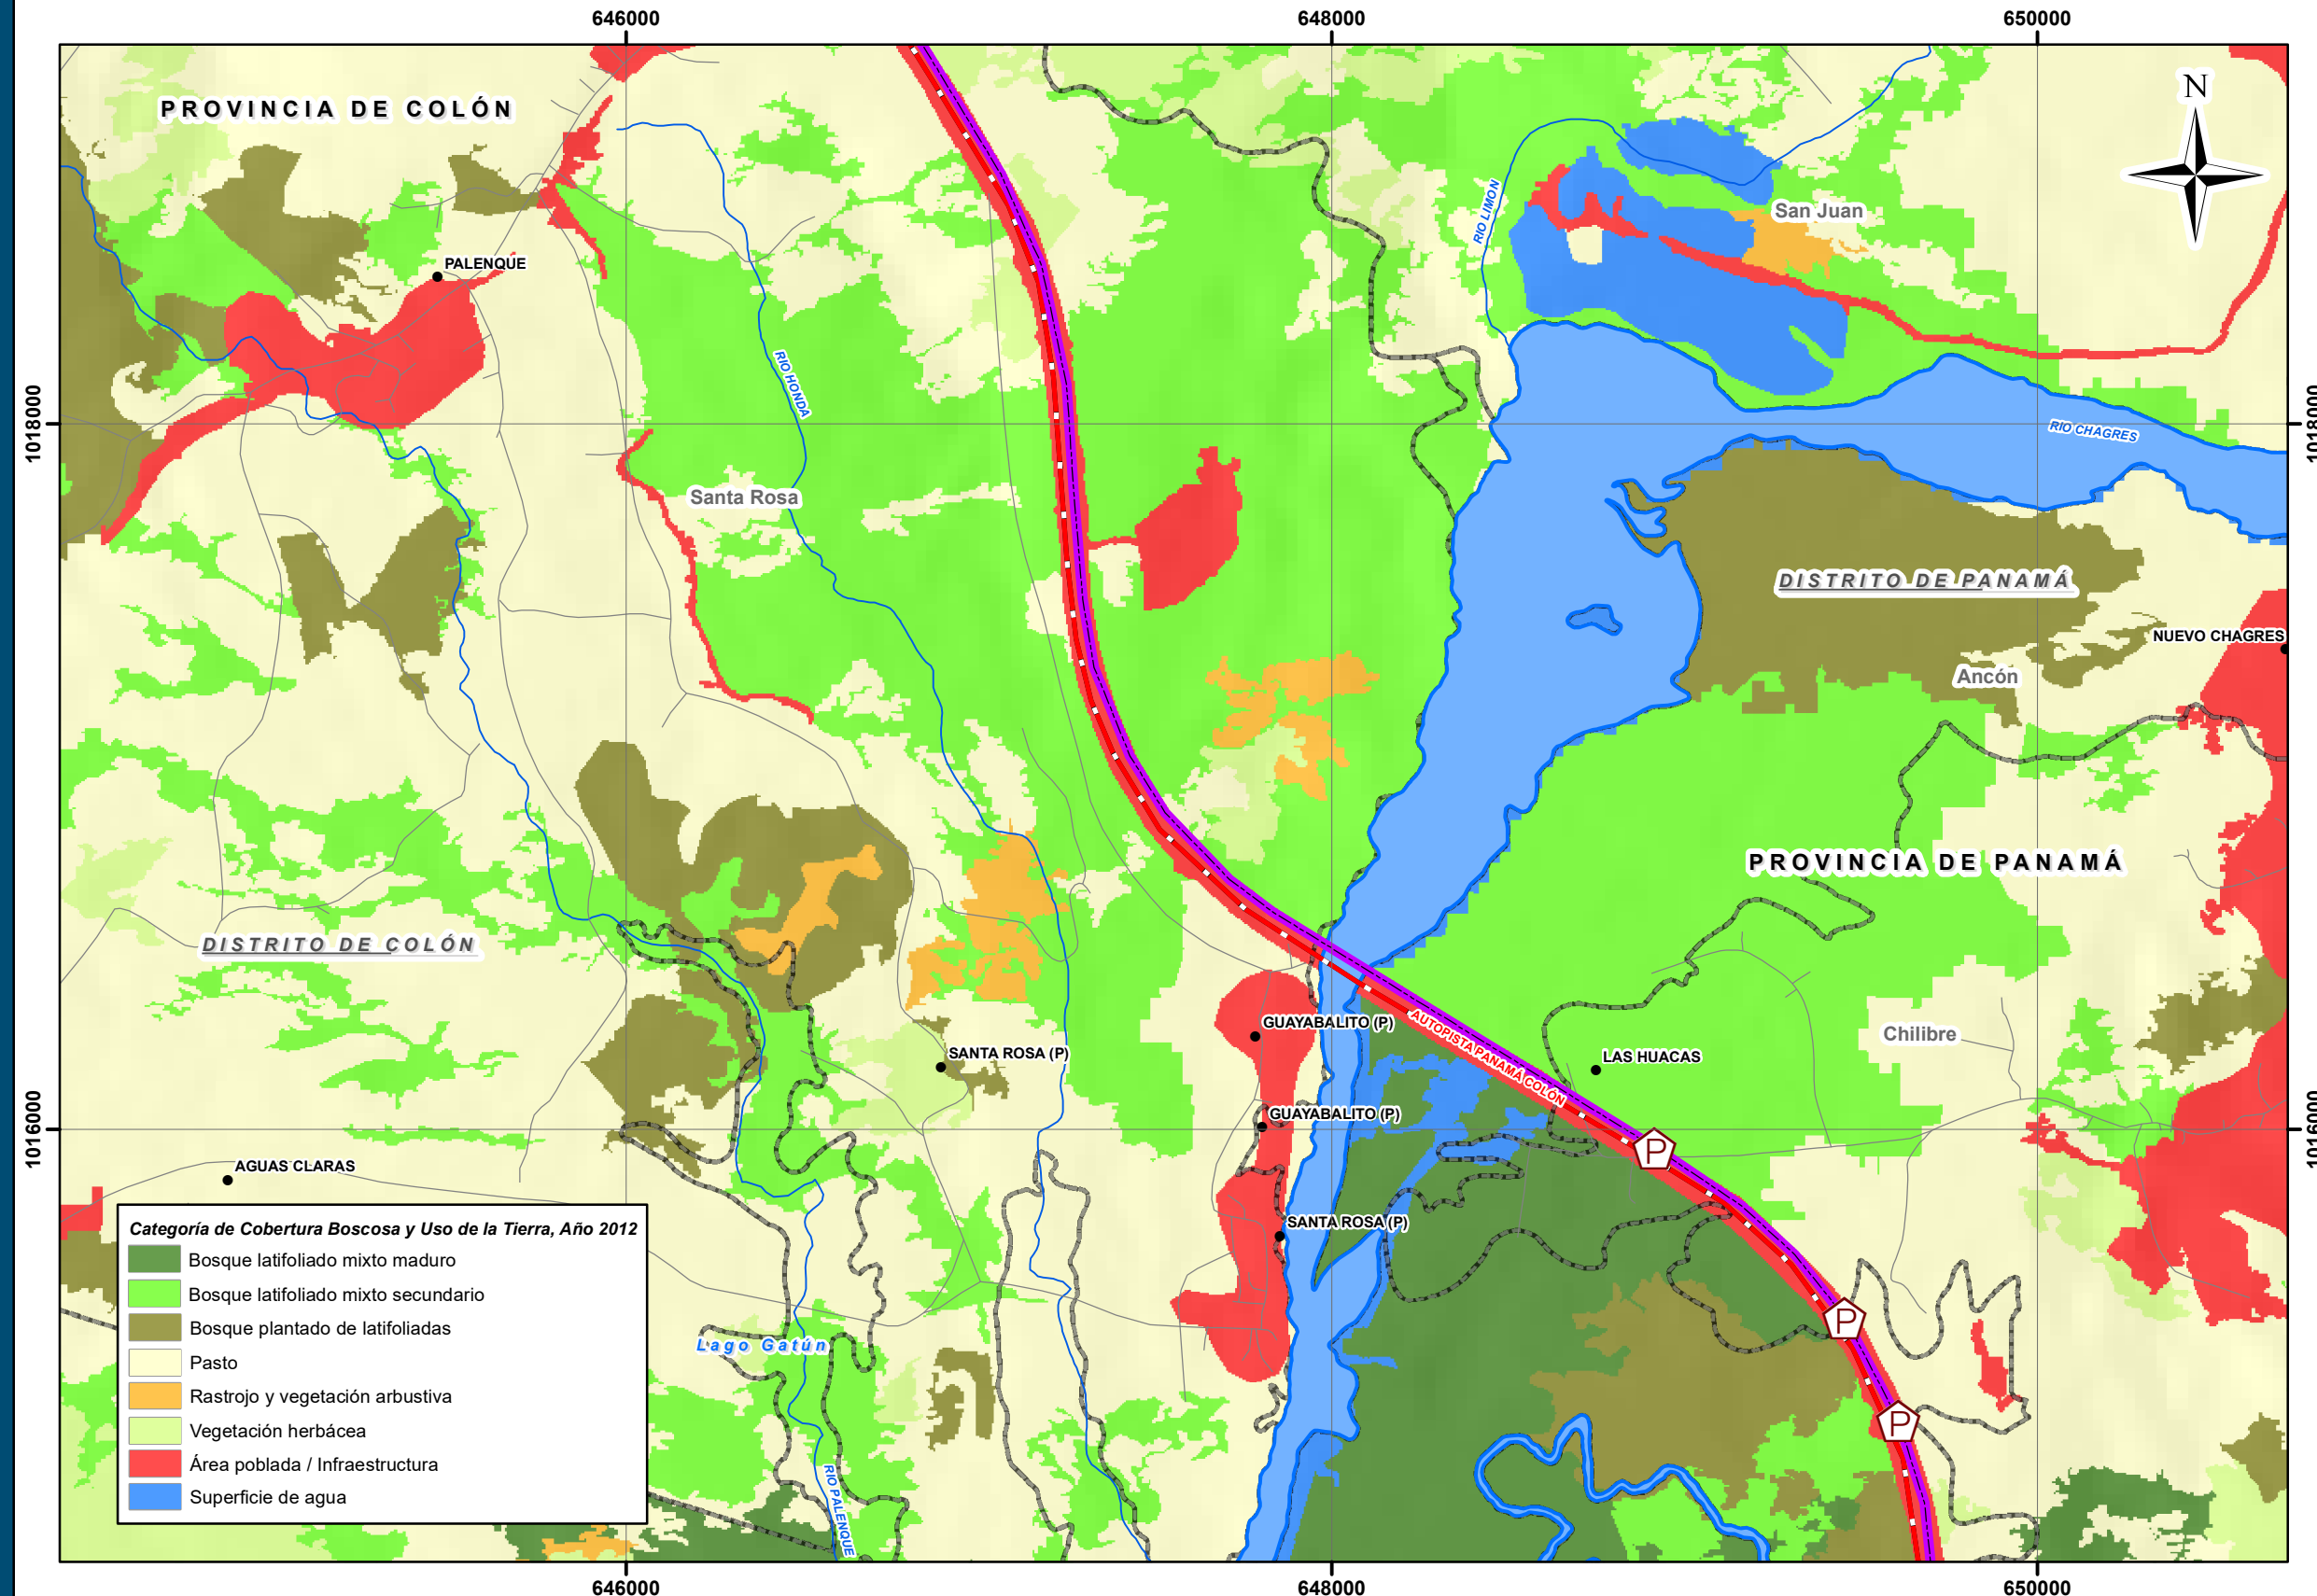 646000
648000
650000
N
PROVINCIA DE COLÓN
San Juan
RIO LIMON
PALENQUE
RIO HONDA
1018000
1018000
RIO CHAGRES
Santa Rosa
DISTRITO DE PANAMÁ
NUEVO CHAGRES
Ancón
PROVINCIA DE PANAMÁ
DISTRITO DE COLÓN
GUAYABALITO (P)
AUTOPISTA PANAMÁ COLÓN
Chilibre
SANTA ROSA (P)
LAS HUACAS
GUAYABALITO (P)
1016000
1016000
P
AGUAS CLARAS
SANTA ROSA (P)
P
Lago Gatún
P
RIO PALENQUE
Categoría de Cobertura Boscosa y Uso de la Tierra, Año 2012
Bosque latifoliado mixto maduro
Bosque latifoliado mixto secundario
Bosque plantado de latifoliadas
Pasto
Rastrojo y vegetación arbustiva
Vegetación herbácea
Área poblada / Infraestructura
Superficie de agua
646000
648000
650000